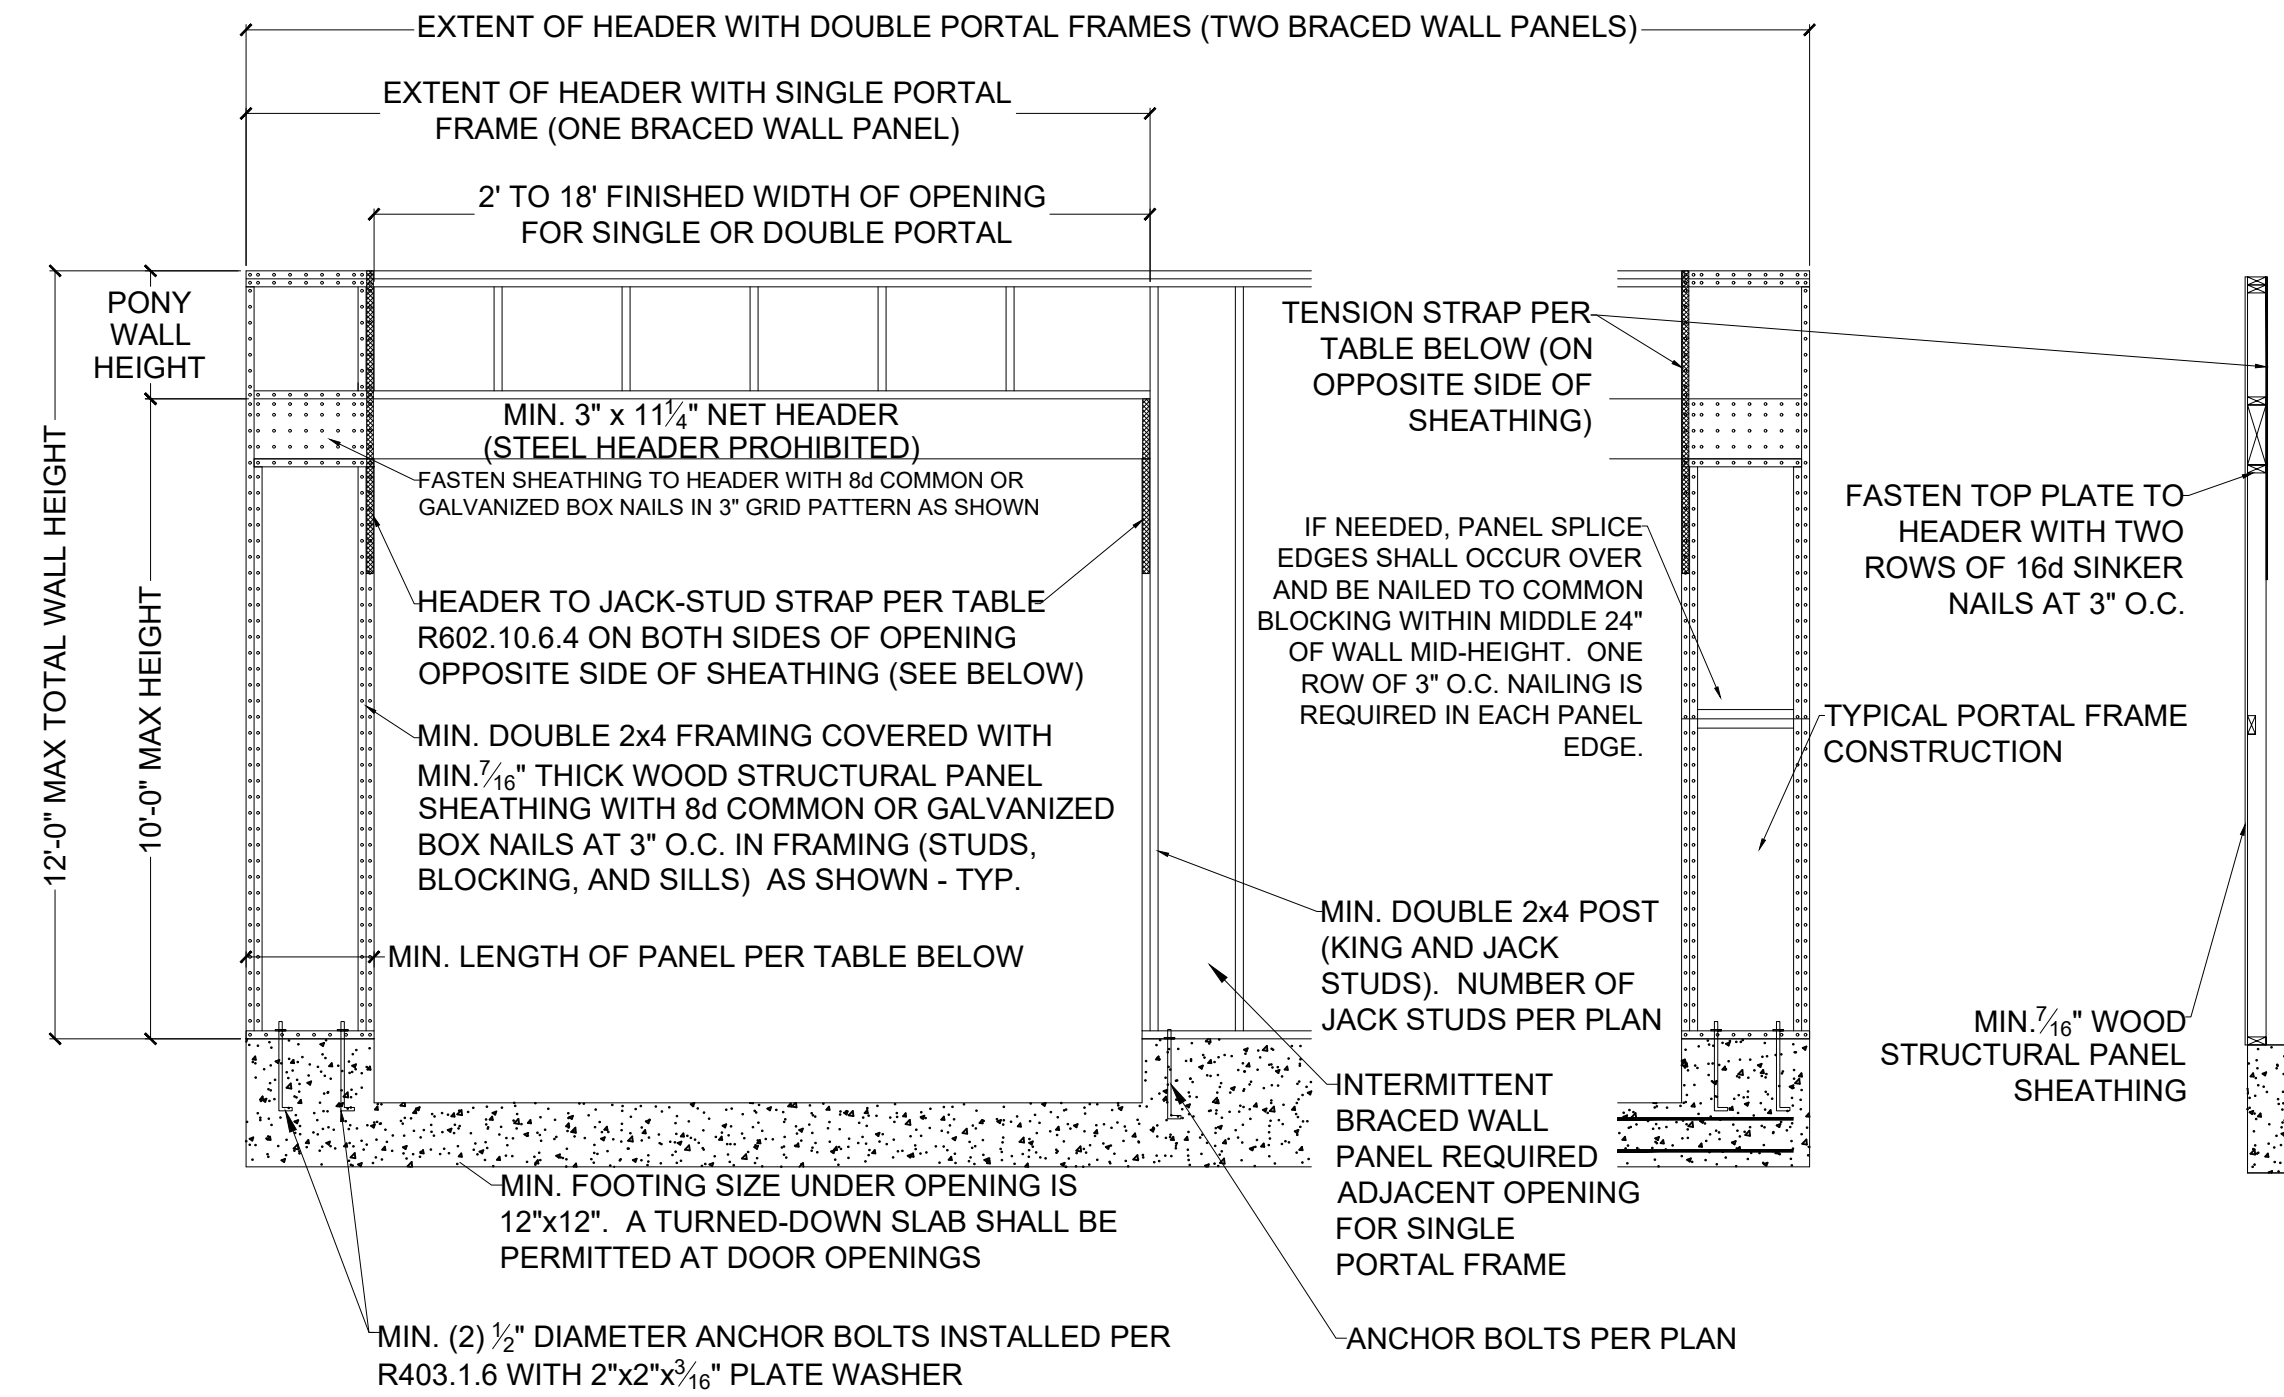 EXTENT OF HEADER WITH DOUBLE PORTAL FRAMES (TWO BRACED WALL PANELS)
EXTENT OF HEADER WITH SINGLE PORTAL
FRAME (ONE BRACED WALL PANEL)
2' TO 18' FINISHED WIDTH OF OPENING
FOR SINGLE OR DOUBLE PORTAL
PONY
WALL
HEIGHT
12'-0" MAX TOTAL WALL HEIGHT
10'-0" MAX HEIGHT
MIN. 3" x 11¼" NET HEADER
(STEEL HEADER PROHIBITED)
FASTEN SHEATHING TO HEADER WITH 8d COMMON OR
GALVANIZED BOX NAILS IN 3" GRID PATTERN AS SHOWN
HEADER TO JACK-STUD STRAP PER TABLE
R602.10.6.4 ON BOTH SIDES OF OPENING
OPPOSITE SIDE OF SHEATHING (SEE BELOW)
MIN. DOUBLE 2x4 FRAMING COVERED WITH
MIN.7⁄16" THICK WOOD STRUCTURAL PANEL
SHEATHING WITH 8d COMMON OR GALVANIZED
BOX NAILS AT 3" O.C. IN FRAMING (STUDS,
BLOCKING, AND SILLS) AS SHOWN - TYP.
MIN. LENGTH OF PANEL PER TABLE BELOW
MIN. FOOTING SIZE UNDER OPENING IS
12"x12". A TURNED-DOWN SLAB SHALL BE
PERMITTED AT DOOR OPENINGS
MIN. (2) ½" DIAMETER ANCHOR BOLTS INSTALLED PER
R403.1.6 WITH 2"x2"x3⁄16" PLATE WASHER
TENSION STRAP PER
TABLE BELOW (ON
OPPOSITE SIDE OF
SHEATHING)
IF NEEDED, PANEL SPLICE
EDGES SHALL OCCUR OVER
AND BE NAILED TO COMMON
BLOCKING WITHIN MIDDLE 24"
OF WALL MID-HEIGHT. ONE
ROW OF 3" O.C. NAILING IS
REQUIRED IN EACH PANEL
EDGE.
MIN. DOUBLE 2x4 POST
(KING AND JACK
STUDS). NUMBER OF
JACK STUDS PER PLAN
INTERMITTENT
BRACED WALL
PANEL REQUIRED
ADJACENT OPENING
FOR SINGLE
PORTAL FRAME
ANCHOR BOLTS PER PLAN
FASTEN TOP PLATE TO
HEADER WITH TWO
ROWS OF 16d SINKER
NAILS AT 3" O.C.
TYPICAL PORTAL FRAME
CONSTRUCTION
MIN.7⁄16" WOOD
STRUCTURAL PANEL
SHEATHING